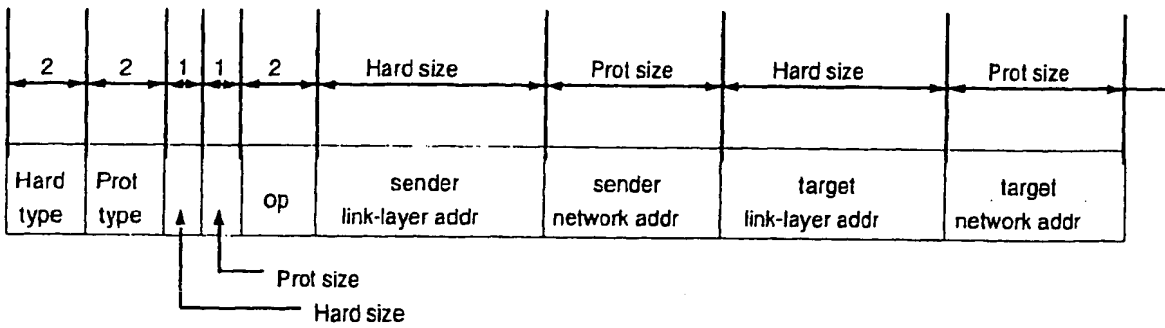 2 2 1 1 2 Hard size Prot size Hard size Prot size
Hard Prot sender sender target target
type type op link-layer addr network addr link-layer addr network addr
Prot size
Hard size